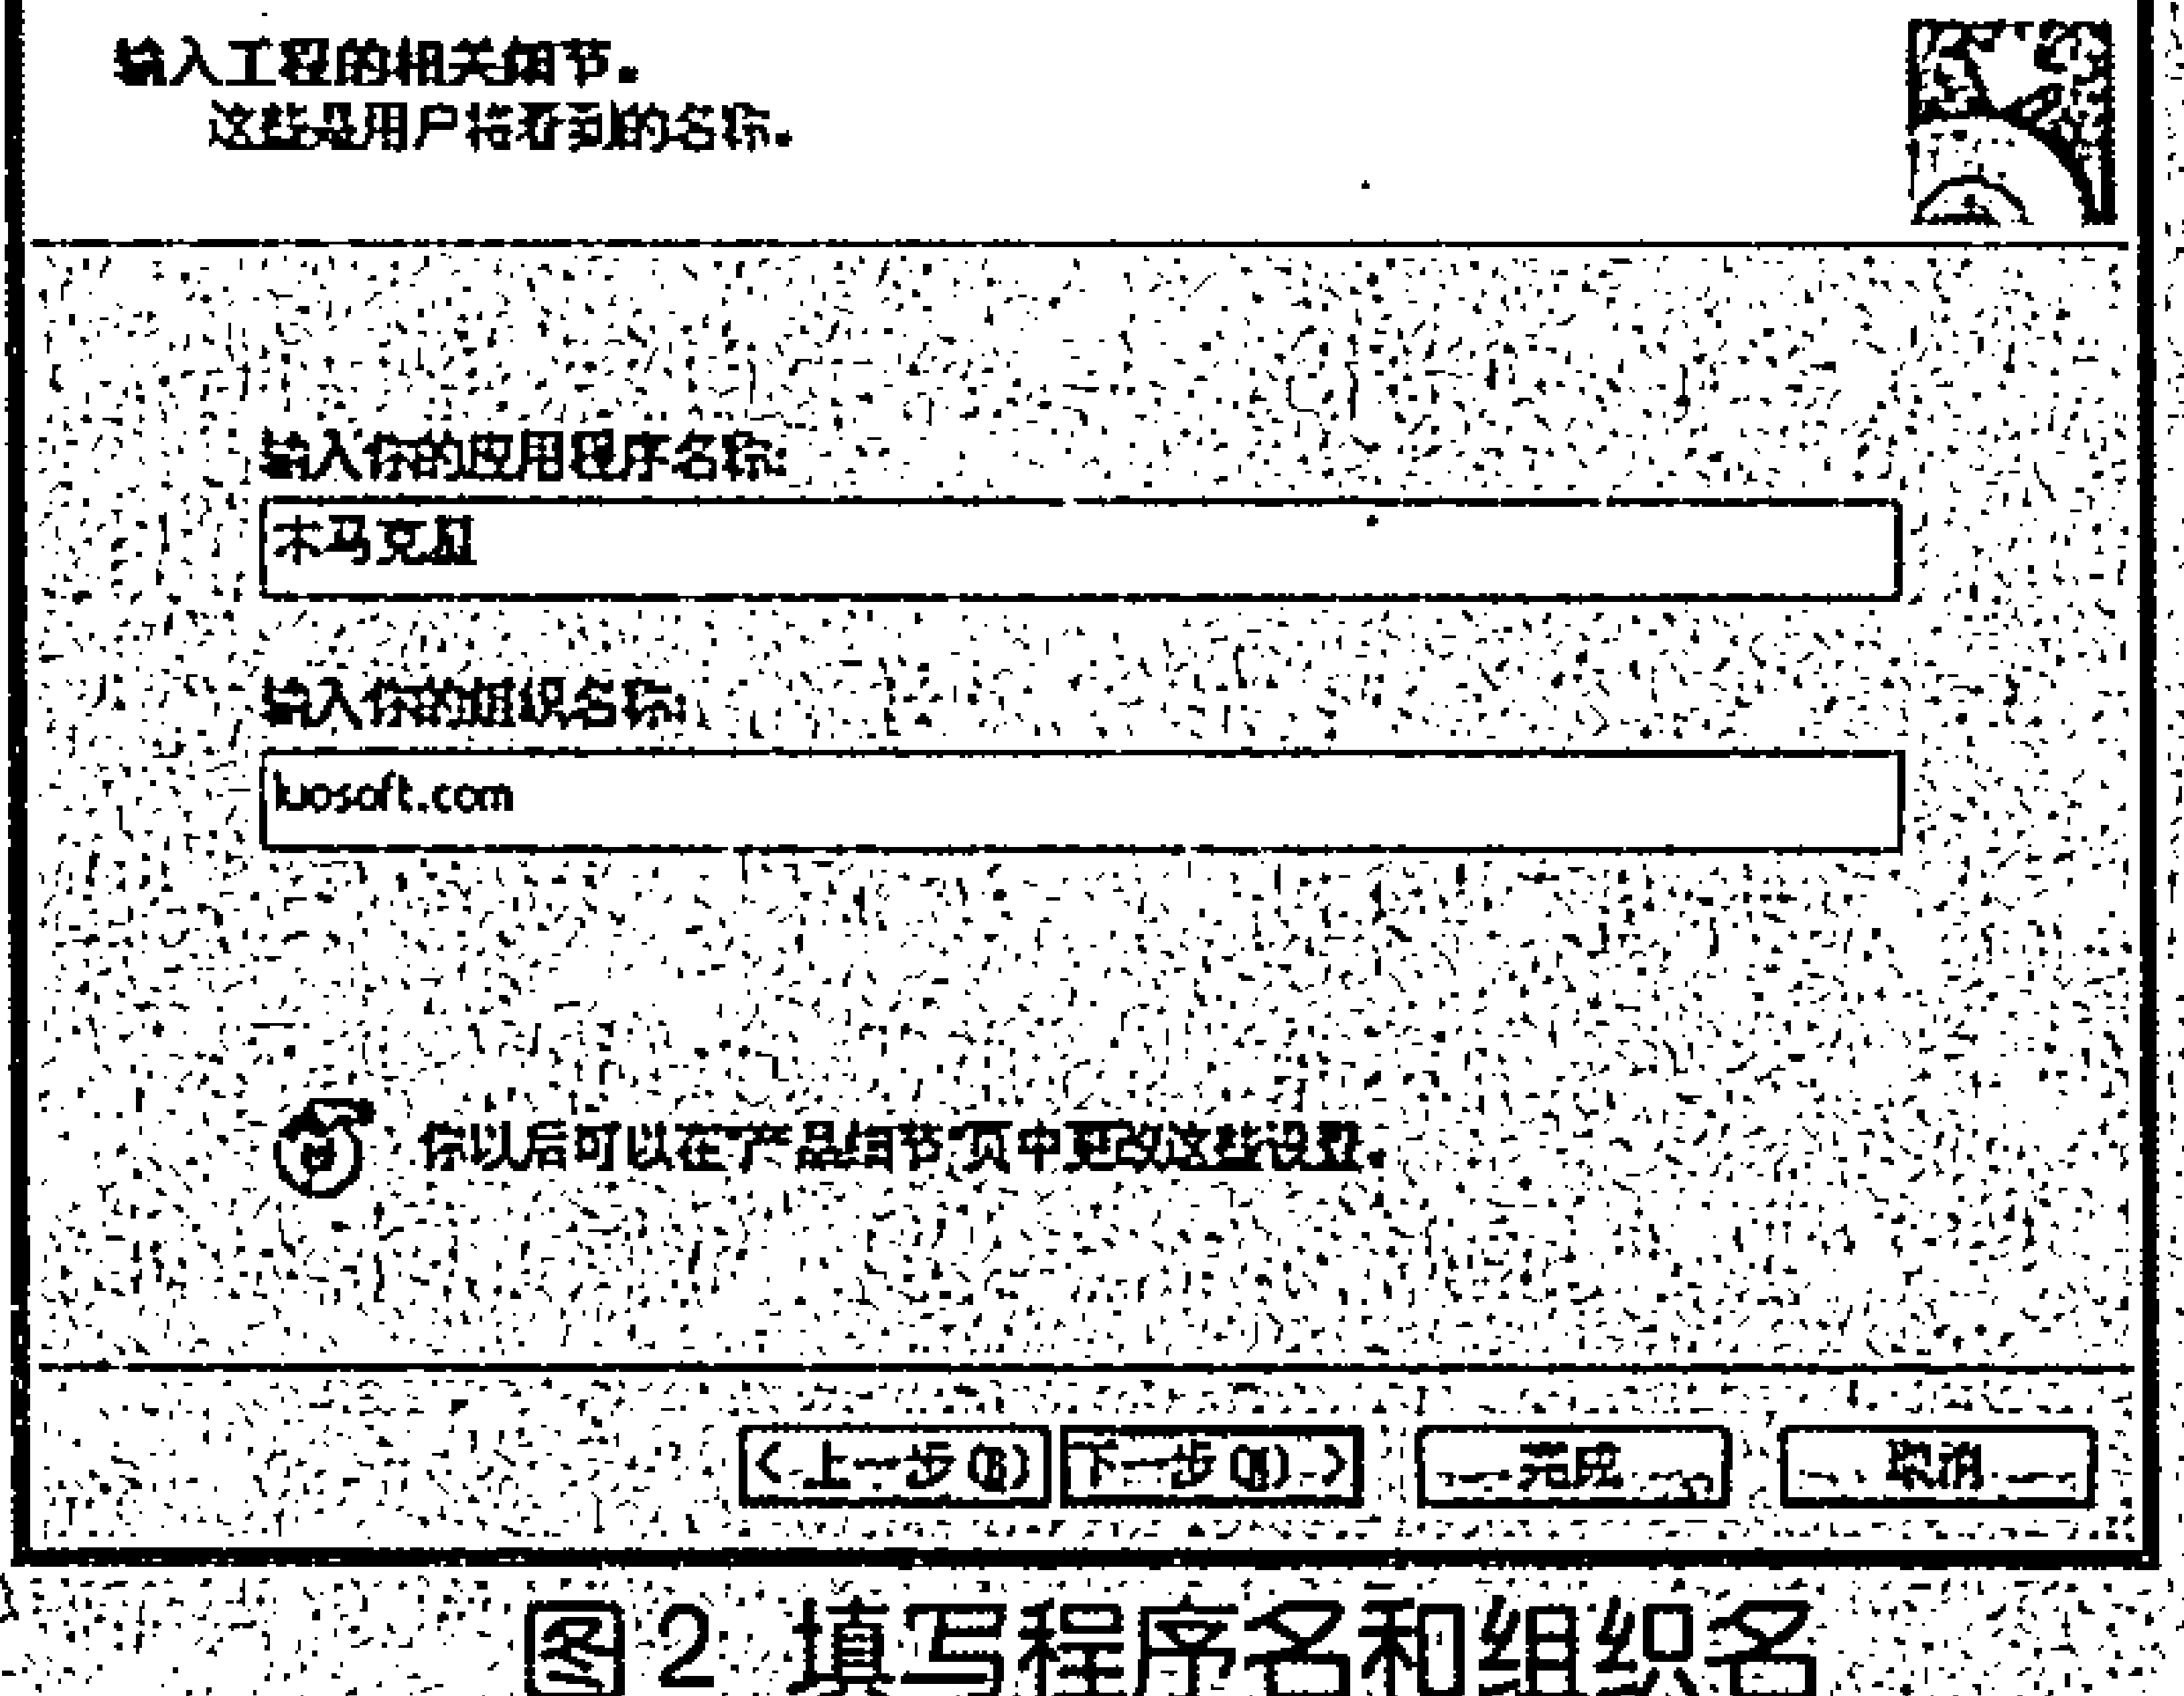 输入工程的相关细节。
这些是用户将看到的名称。
输入你的应用程序名称:
木马克星
输入你的组织名称:
luosoft.com
你以后可以在"产品细节"页中更改这些设置。
< 上一步(B)
下一步(N) >
完成
取消
图2 填写程序名和组织名